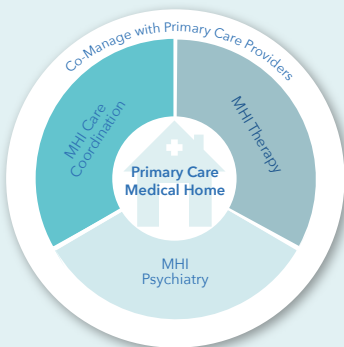 Co-Manage with Primary Care Providers
MHI Care
Coordination
MHI Therapy
Primary Care
Medical Home
MHI
Psychiatry